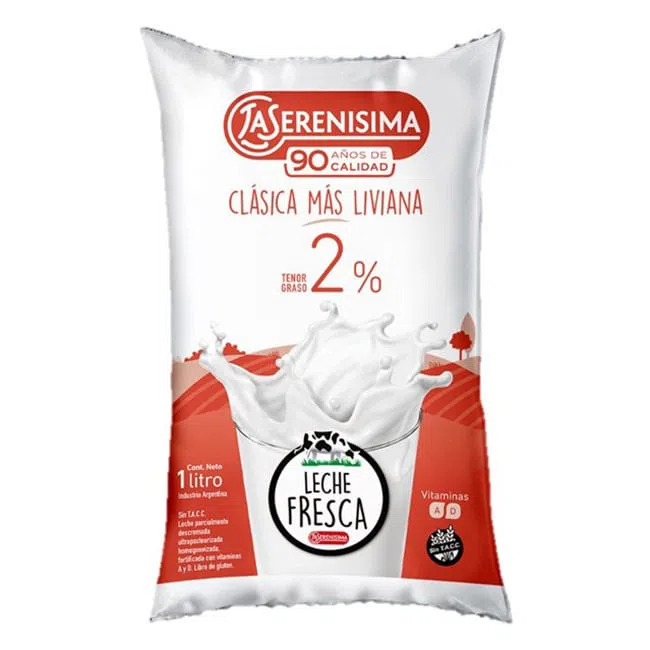 LASERENISIMA
90 AÑOS DE
CALIDAD
CLÁSICA MÁS LIVIANA
TENOR
GRASO 2%
LECHE
FRESCA
LASERENISIMA
Cont. Neto
1 litro
Industria Argentina
Sin T.A.C.C.
Leche parcialmente
descremada
ultrapasteurizada
homogeneizada,
fortificada con vitaminas
A y D. Libre de gluten.
Vitaminas
A D
Sin T.A.C.C.